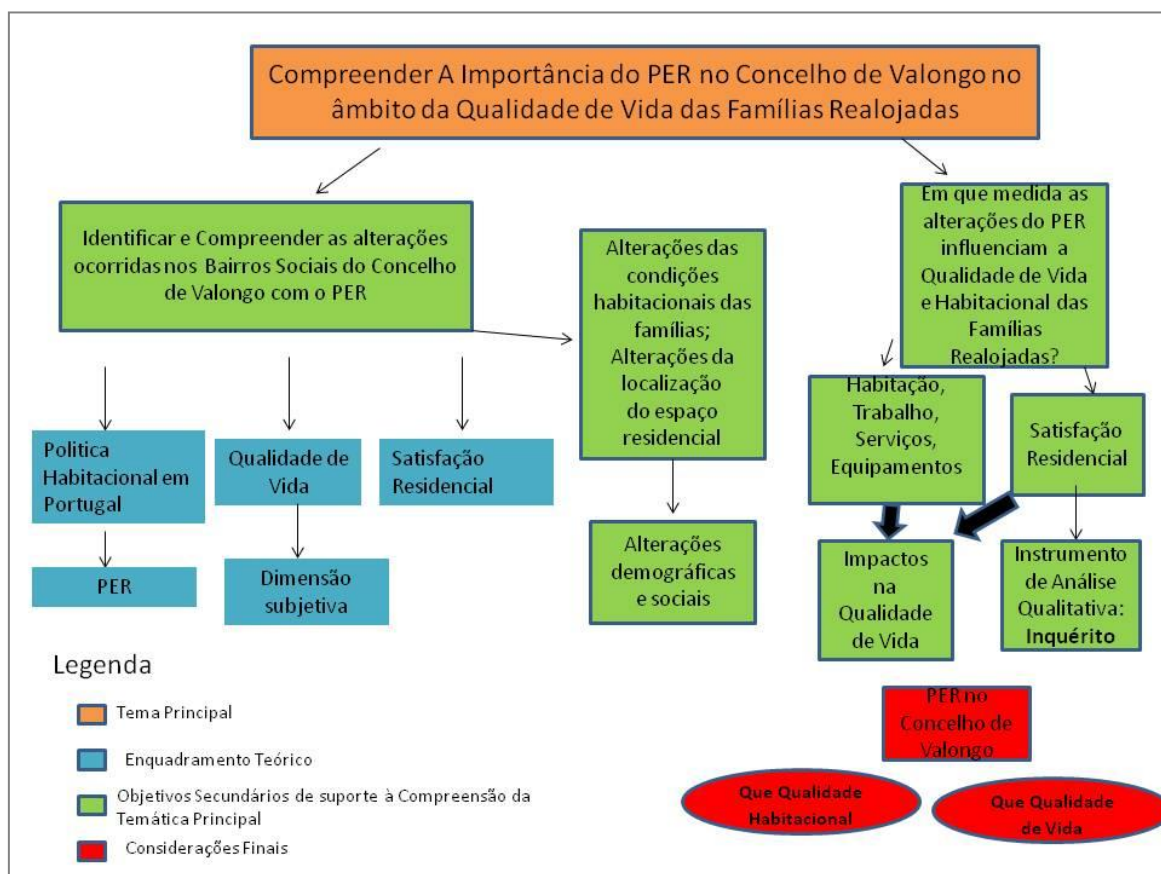 Compreender A Importância do PER no Concelho de Valongo no
âmbito da Qualidade de Vida das Famílias Realojadas
Identificar e Compreender as alterações
ocorridas nos Bairros Sociais do Concelho
de Valongo com o PER
Alterações das
condições
habitacionais das
famílias;
Alterações da
localização
do espaço
residencial
Em que medida as
alterações do PER
influenciam a
Qualidade de Vida
e Habitacional das
Famílias
Realojadas?
Politica
Habitacional em
Portugal
Qualidade de
Vida
Satisfação
Residencial
Habitação,
Trabalho,
Serviços,
Equipamentos
Satisfação
Residencial
PER
Dimensão
subjetiva
Alterações
demográficas
e sociais
Impactos
na
Qualidade
de Vida
Instrumento
de Análise
Qualitativa:
Inquérito
Legenda
Tema Principal
Enquadramento Teórico
Objetivos Secundários de suporte à Compreensão da
Temática Principal
Considerações Finais
PER no
Concelho de
Valongo
Que Qualidade
Habitacional
Que Qualidade
de Vida